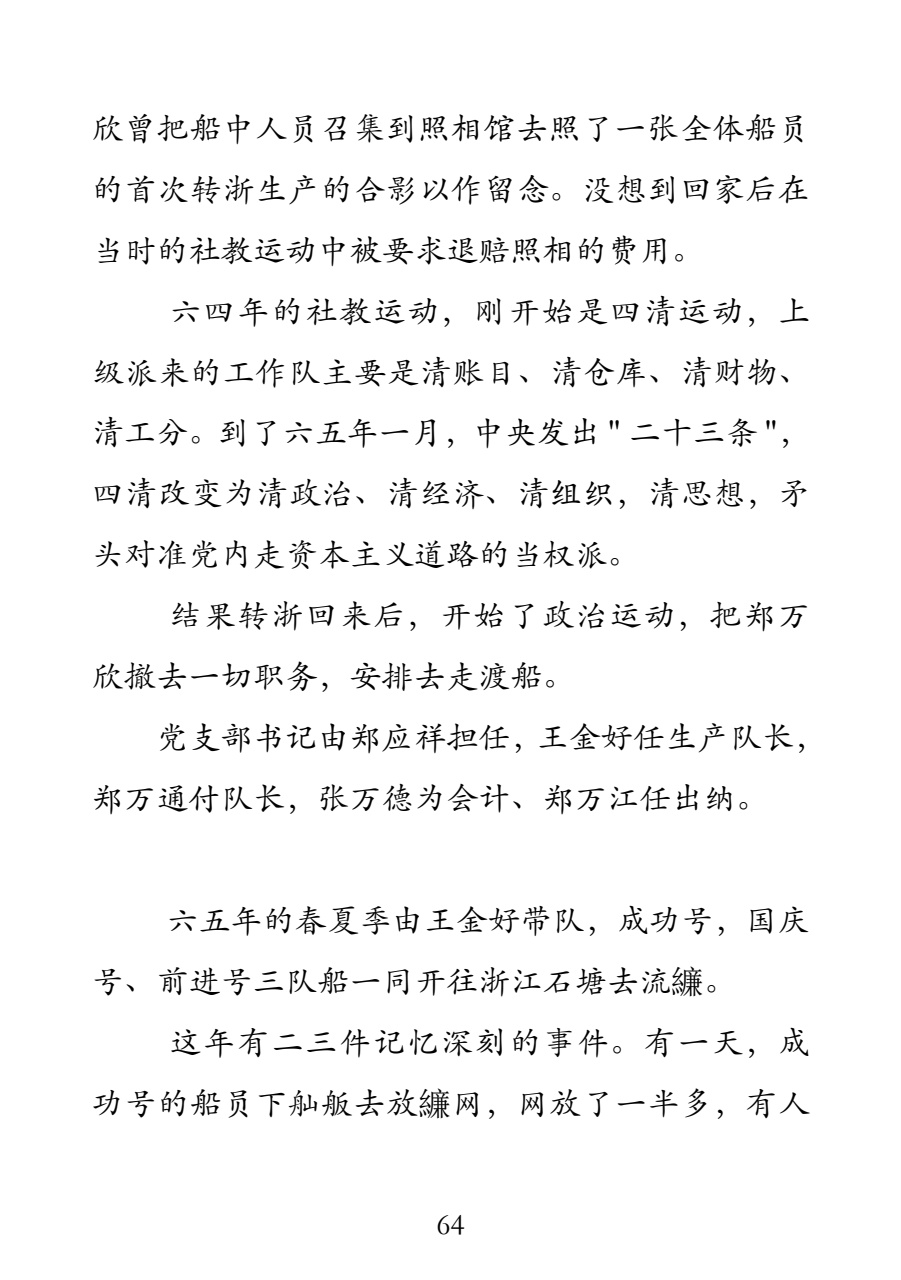 欣曾把船中人员召集到照相馆去照了一张全体船员
的首次转浙生产的合影以作留念。没想到回家后在
当时的社教运动中被要求退赔照相的费用。
六四年的社教运动，刚开始是四清运动，上
级派来的工作队主要是清账目、清仓库、清财物、
清工分。到了六五年一月，中央发出"二十三条"，
四清改变为清政治、清经济、清组织，清思想，矛
头对准党内走资本主义道路的当权派。
结果转浙回来后，开始了政治运动，把郑万
欣撤去一切职务，安排去走渡船。
党支部书记由郑应祥担任，王金好任生产队长，
郑万通付队长，张万德为会计、郑万江任出纳。
六五年的春夏季由王金好带队，成功号，国庆
号、前进号三队船一同开往浙江石塘去流䌞。
这年有二三件记忆深刻的事件。有一天，成
功号的船员下舢舨去放䌞网，网放了一半多，有人
64